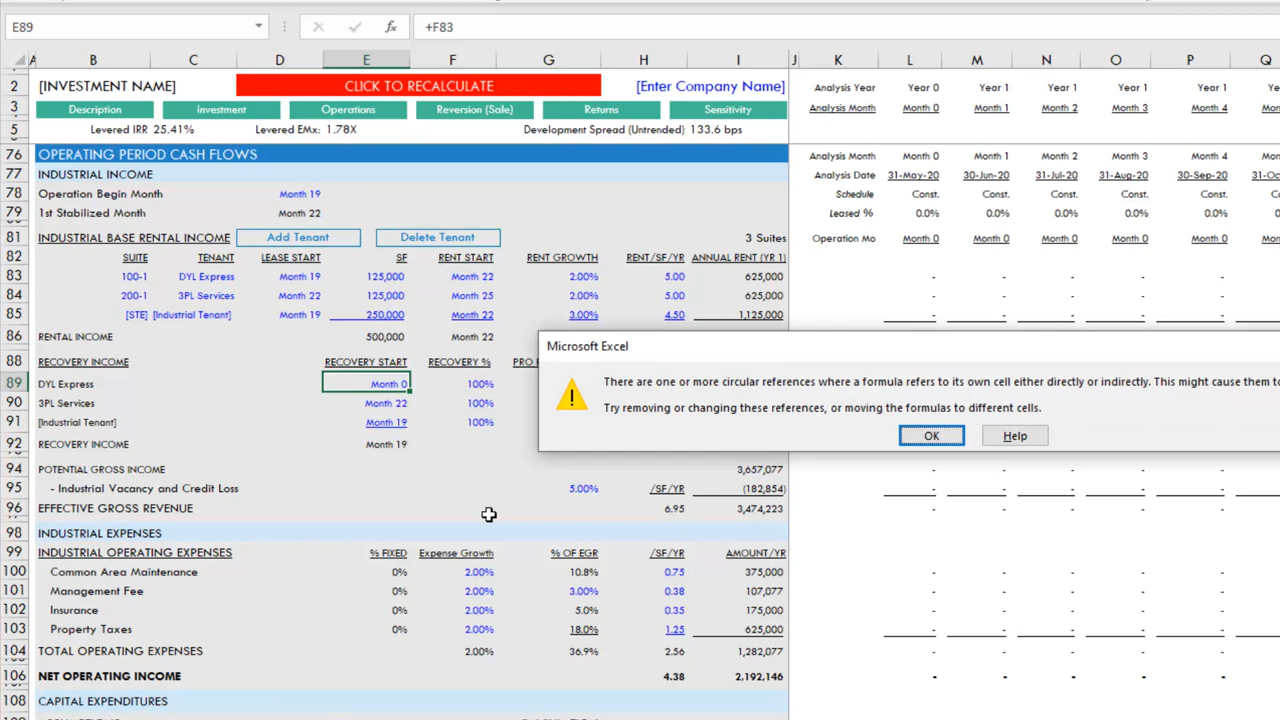 E89 fx +F83
A B C D E F G H I J K L M N O P Q
2 [INVESTMENT NAME] CLICK TO RECALCULATE [Enter Company Name] Analysis Year Year 0 Year 1 Year 1 Year 1 Year 1
3 Description Investment Operations Reversion (Sale) Returns Sensitivity Analysis Month Month 0 Month 1 Month 2 Month 3 Month 4
5 Levered IRR 25.41% Levered EMx: 1.78X Development Spread (Untrended) 133.6 bps
76 OPERATING PERIOD CASH FLOWS Analysis Month Month 0 Month 1 Month 2 Month 3 Month 4
77 INDUSTRIAL INCOME Analysis Date 31-May-20 30-Jun-20 31-Jul-20 31-Aug-20 30-Sep-20 31-Oc
78 Operation Begin Month Month 19 Schedule Const. Const. Const. Const. Const.
79 1st Stabilized Month Month 22 Leased % 0.0% 0.0% 0.0% 0.0% 0.0%
81 INDUSTRIAL BASE RENTAL INCOME Add Tenant Delete Tenant 3 Suites Operation Mo Month 0 Month 0 Month 0 Month 0 Month 0
82 SUITE TENANT LEASE START SF RENT START RENT GROWTH RENT/SF/YR ANNUAL RENT (YR 1)
83 100-1 DYL Express Month 19 125,000 Month 22 2.00% 5.00 625,000 - - - - -
84 200-1 3PL Services Month 22 125,000 Month 25 2.00% 5.00 625,000 - - - - -
85 [STE] [Industrial Tenant] Month 19 250,000 Month 22 3.00% 4.50 1,125,000 - - - - -
86 RENTAL INCOME 500,000 Month 22
Microsoft Excel
88 RECOVERY INCOME RECOVERY START RECOVERY % PRO
There are one or more circular references where a formula refers to its own cell either directly or indirectly. This might cause them to
89 DYL Express Month 0 100%
90 3PL Services Month 22 100%
Try removing or changing these references, or moving the formulas to different cells.
91 [Industrial Tenant] Month 19 100%
OK Help
92 RECOVERY INCOME Month 19
94 POTENTIAL GROSS INCOME 3,657,077 - - - - -
95 - Industrial Vacancy and Credit Loss 5.00% /SF/YR (182,854) - - - - -
96 EFFECTIVE GROSS REVENUE 6.95 3,474,223 - - - - -
98 INDUSTRIAL EXPENSES
99 INDUSTRIAL OPERATING EXPENSES % FIXED Expense Growth % OF EGR /SF/YR AMOUNT/YR
100 Common Area Maintenance 0% 2.00% 10.8% 0.75 375,000 - - - - -
101 Management Fee 0% 2.00% 3.00% 0.38 107,077 - - - - -
102 Insurance 0% 2.00% 5.0% 0.35 175,000 - - - - -
103 Property Taxes 0% 2.00% 18.0% 1.25 625,000 - - - - -
104 TOTAL OPERATING EXPENSES 2.00% 36.9% 2.56 1,282,077 - - - - -
106 NET OPERATING INCOME 4.38 2,192,146 - - - - -
108 CAPITAL EXPENDITURES